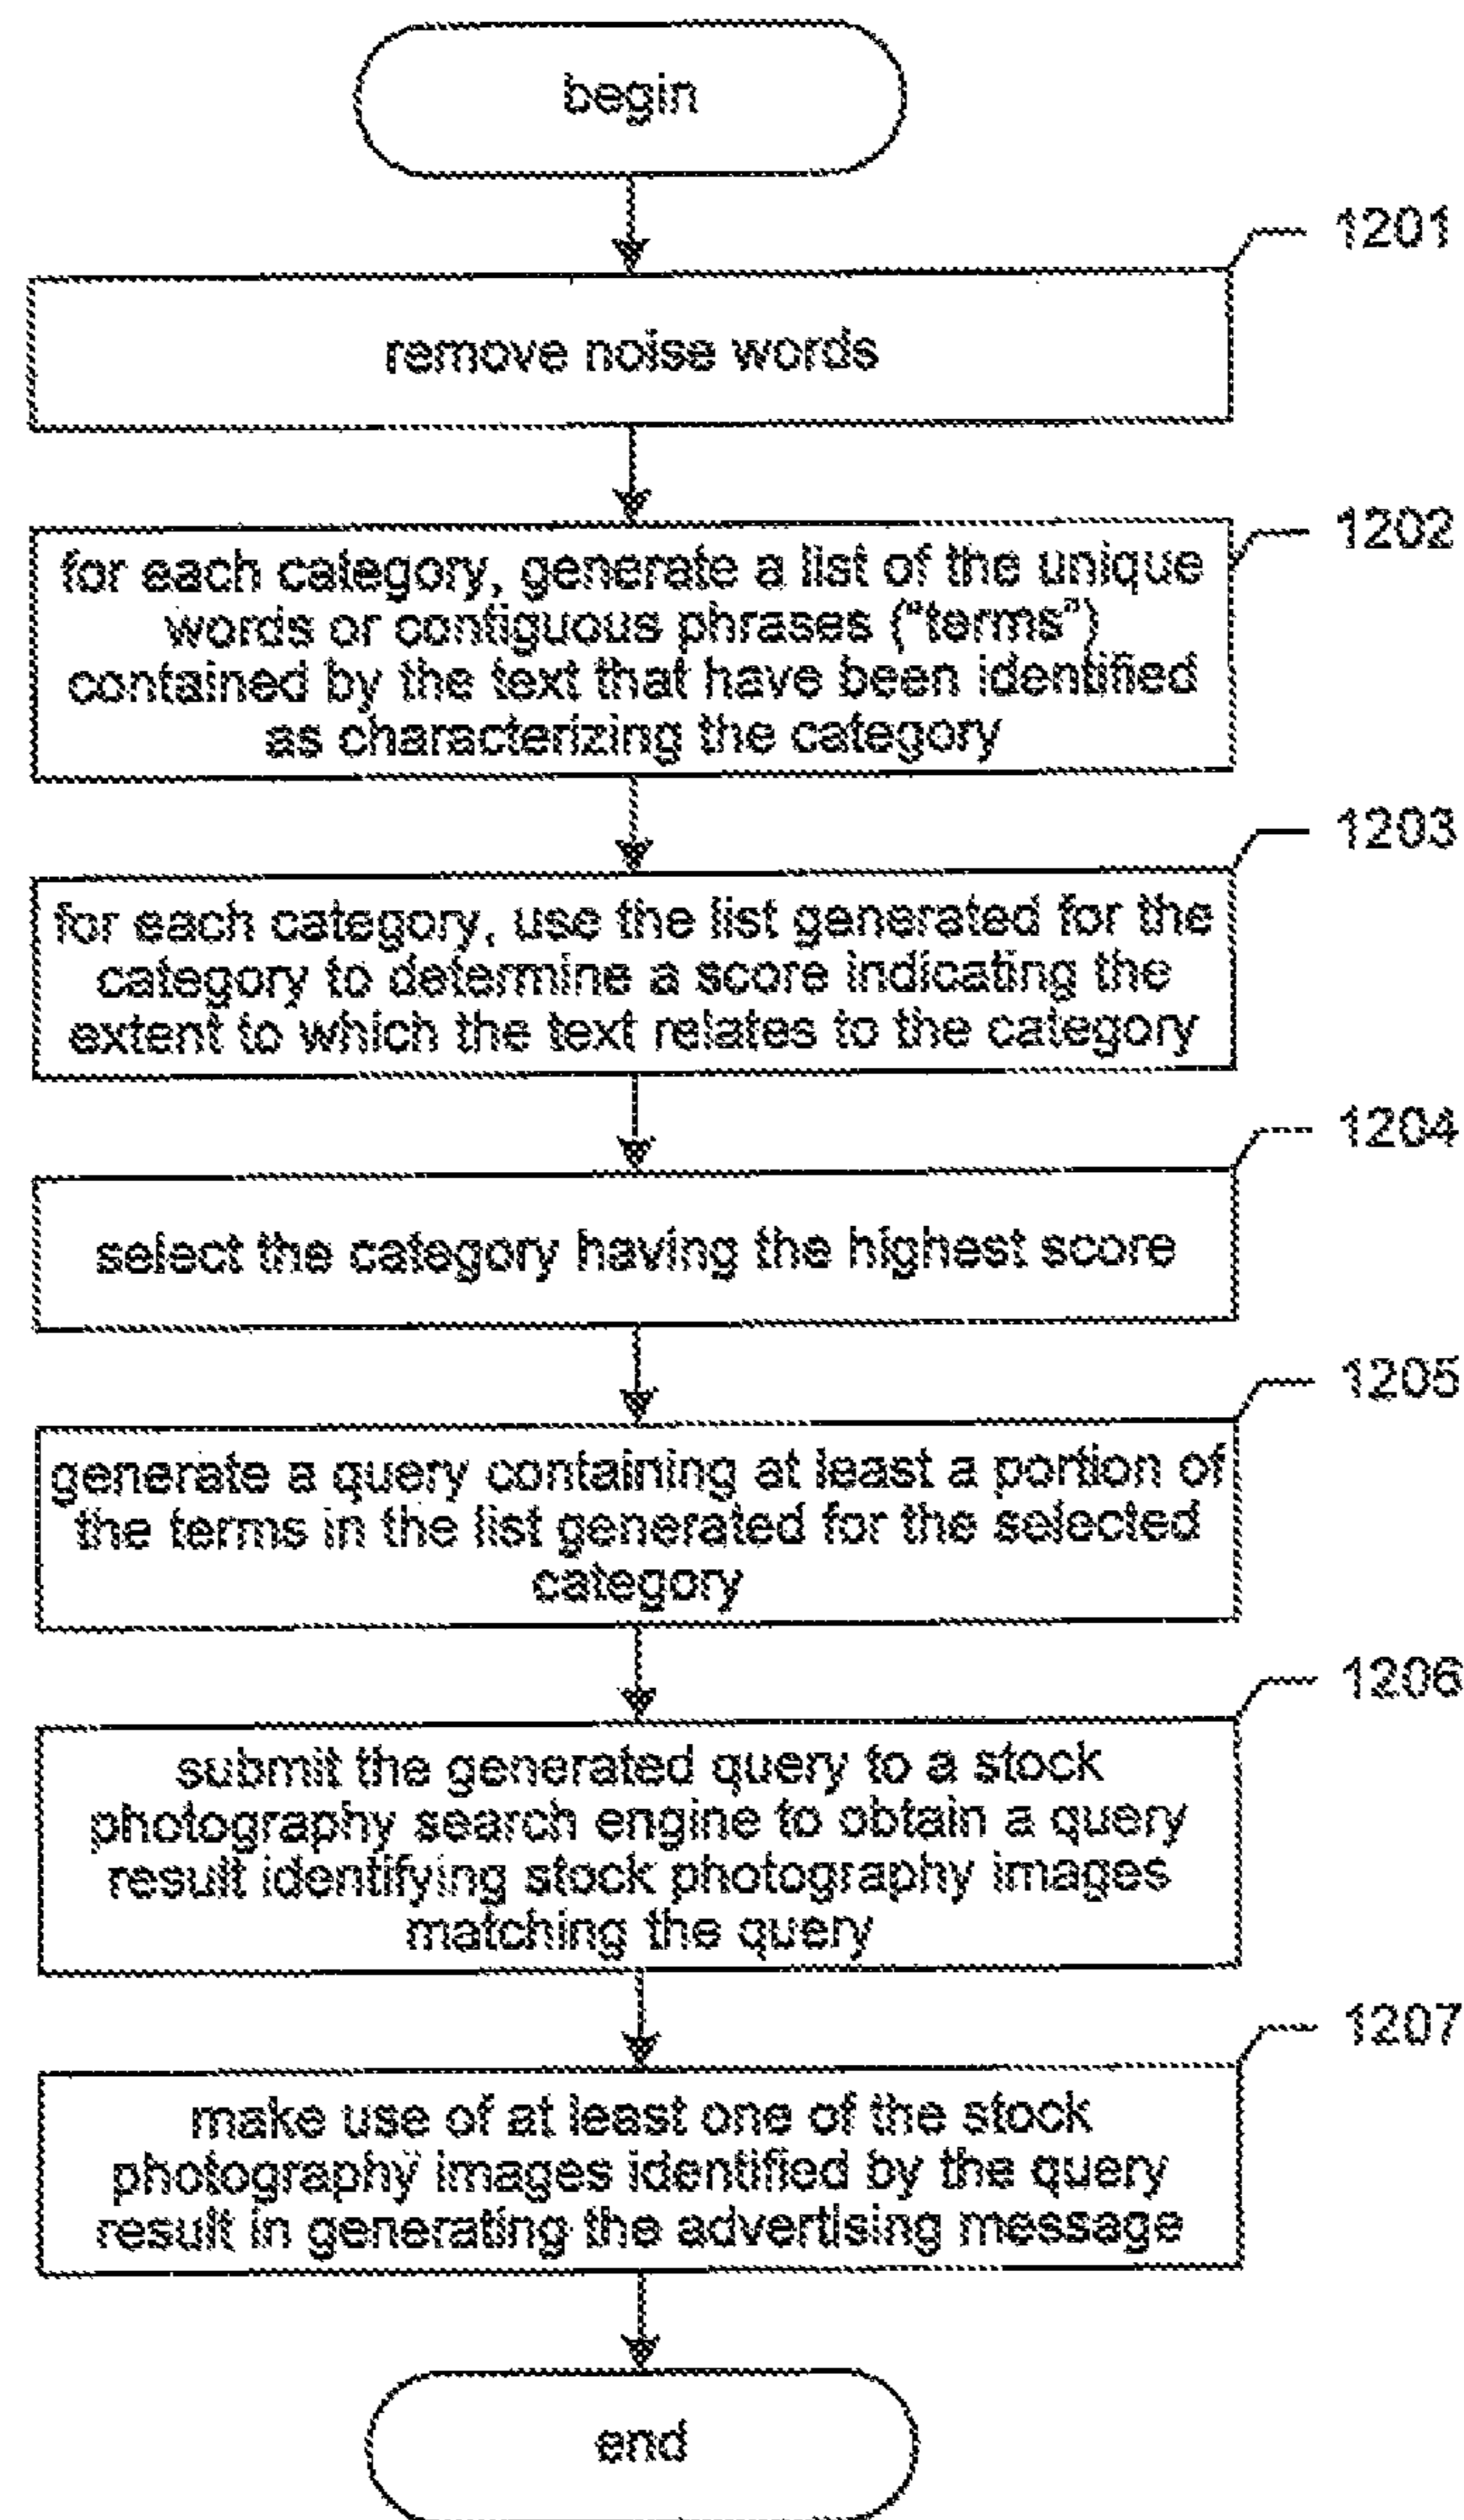 begin
1201
remove noise words
1202
for each category, generate a list of the unique
words or contiguous phrases (“terms”)
contained by the text that have been identified
as characterizing the category
1203
for each category, use the list generated for the
category to determine a score indicating the
extent to which the text relates to the category
1204
select the category having the highest score
1205
generate a query containing at least a portion of
the terms in the list generated for the selected
category
1206
submit the generated query to a stock
photography search engine to obtain a query
result identifying stock photography images
matching the query
1207
make use of at least one of the stock
photography images identified by the query
result in generating the advertising message
end